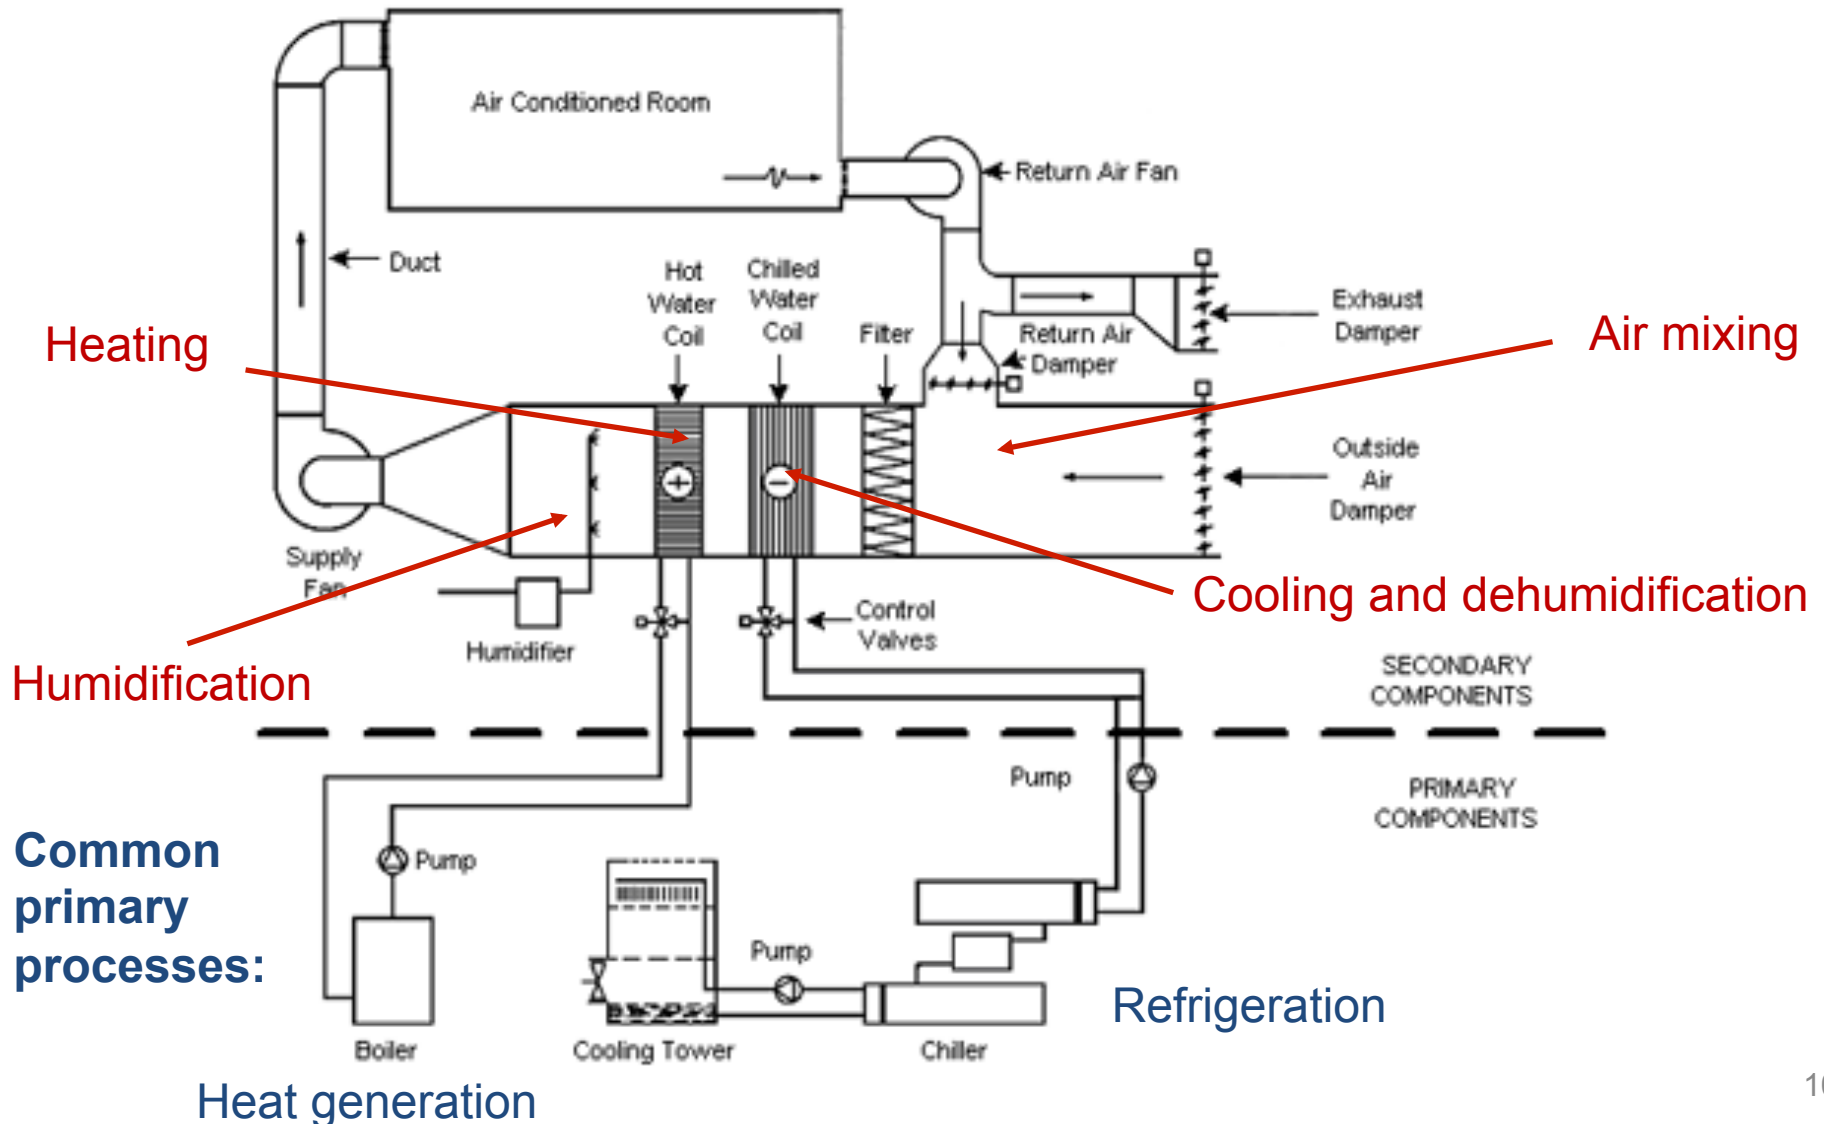 Air Conditioned Room
Return Air Fan
Duct
Hot
Water
Coil
Chilled
Water
Coil
Filter
Return Air
Damper
Exhaust
Damper
Heating
Air mixing
Outside
Air
Damper
Supply
Fan
Humidifier
Control
Valves
Cooling and dehumidification
Humidification
SECONDARY
COMPONENTS
PRIMARY
COMPONENTS
Pump
Common
primary
processes:
Pump
Pump
Boiler
Cooling Tower
Chiller
Refrigeration
Heat generation